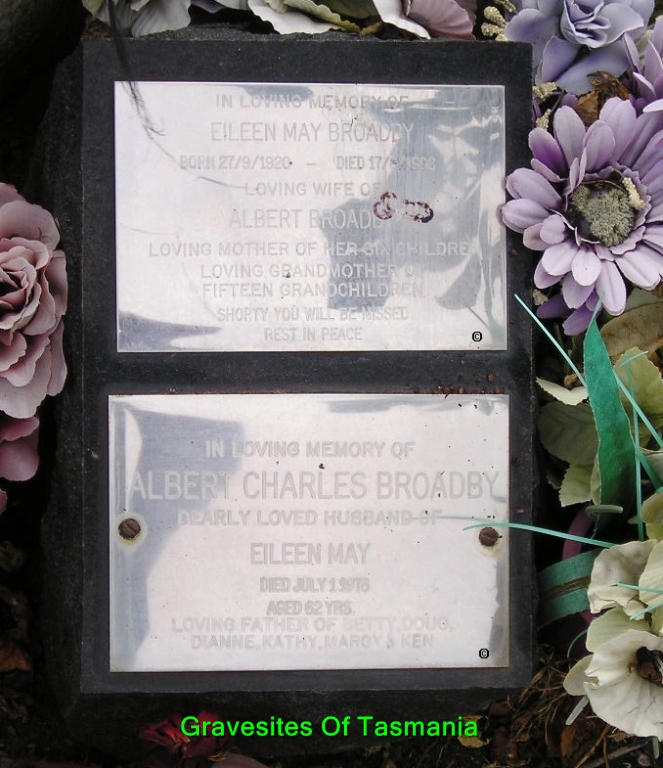 IN LOVING MEMORY OF
EILEEN MAY BROADBY
BORN 27/9/1920 - DIED
LOVING WIFE OF
ALBERT BROADBY
LOVING MOTHER OF HER SIX CHILDREN
LOVING GRANDMOTHER OF
FIFTEEN GRANDCHILDREN
SHORTY YOU WILL BE MISSED
REST IN PEACE
©
IN LOVING MEMORY OF
ALBERT CHARLES BROADBY
DEARLY LOVED HUSBAND OF
EILEEN MAY
DIED JULY 1 1978
AGED 62 YRS.
LOVING FATHER OF BETTY, DOUG,
DIANNE, KATHY, MARGY & KEN
©
Gravesites Of Tasmania